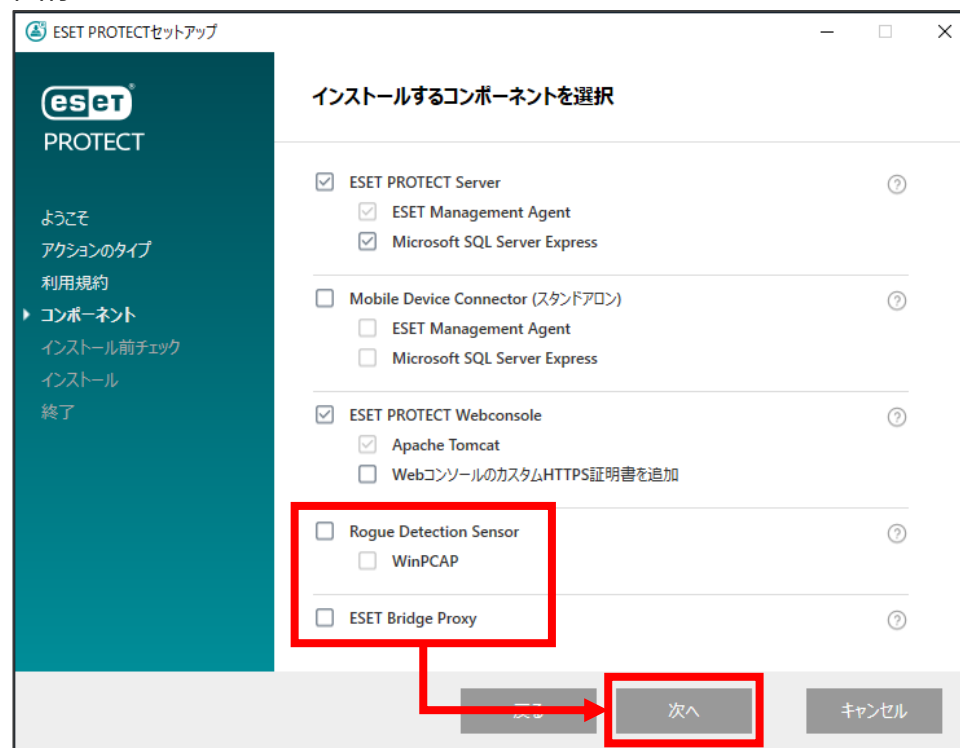 ESET PROTECTセットアップ
eseT
PROTECT
ようこそ
アクションのタイプ
利用規約
コンポーネント
インストール前チェック
インストール
終了
インストールするコンポーネントを選択
ESET PROTECT Server
ESET Management Agent
Microsoft SQL Server Express
Mobile Device Connector (スタンドアロン)
ESET Management Agent
Microsoft SQL Server Express
ESET PROTECT Webconsole
Apache Tomcat
WebコンソールのカスタムHTTPS証明書を追加
Rogue Detection Sensor
WinPCAP
ESET Bridge Proxy
次へ
キャンセル